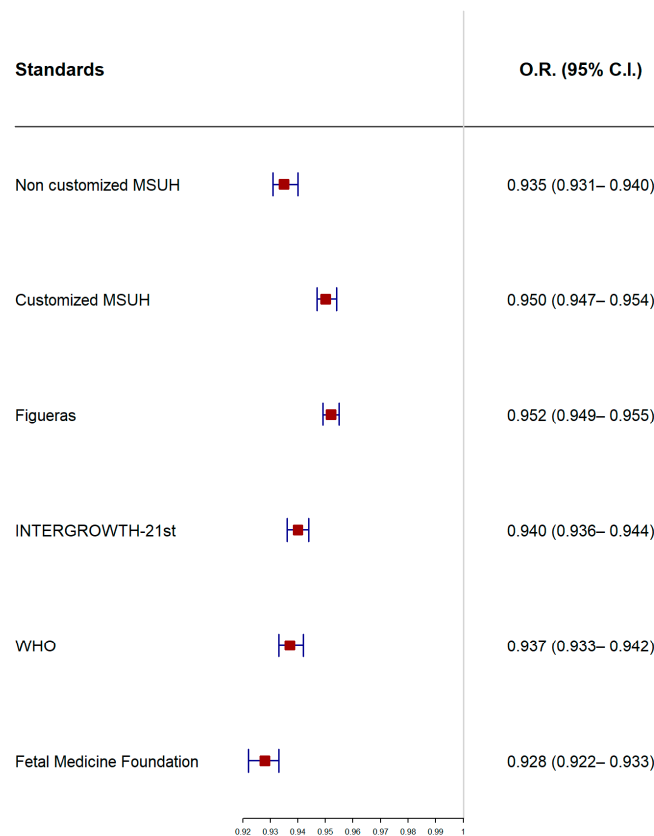 Standards O.R. (95% C.I.)
Non customized MSUH 0.935 (0.931– 0.940)
Customized MSUH 0.950 (0.947– 0.954)
Figueras 0.952 (0.949– 0.955)
INTERGROWTH-21st 0.940 (0.936– 0.944)
WHO 0.937 (0.933– 0.942)
Fetal Medicine Foundation 0.928 (0.922– 0.933)
0.92 0.93 0.94 0.95 0.96 0.97 0.98 0.99 1